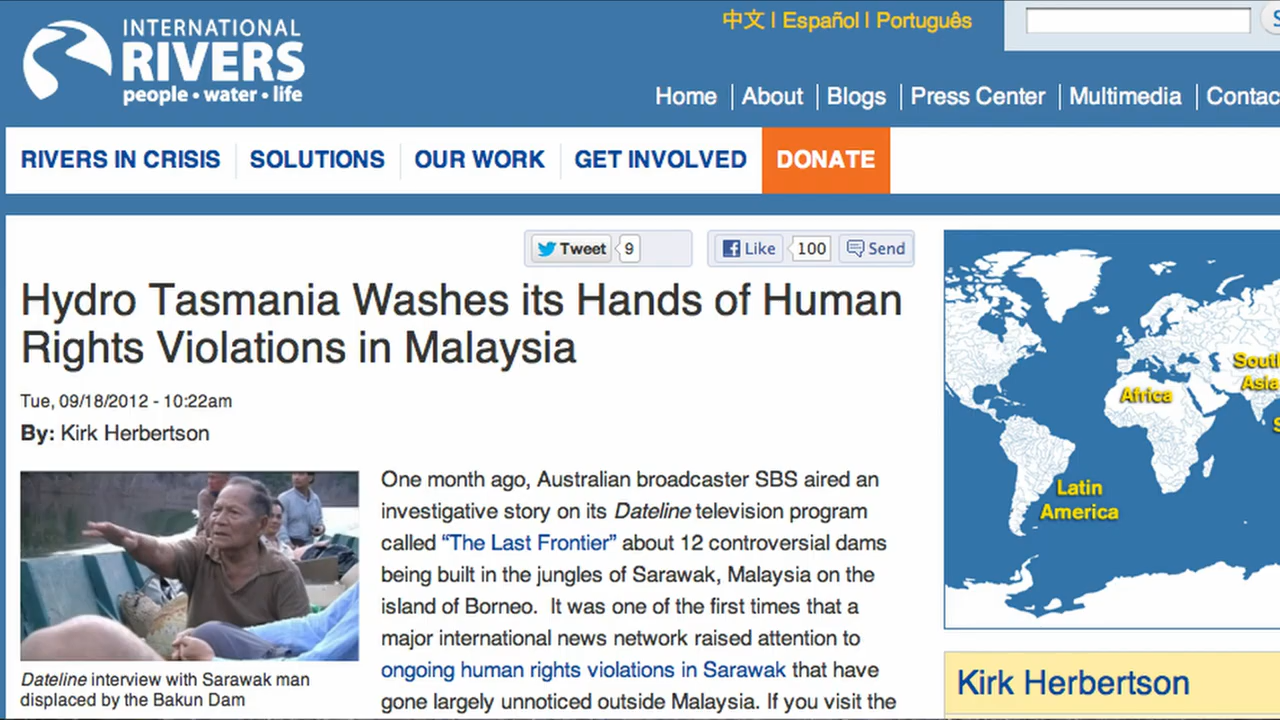 中文 | Español | Português
INTERNATIONAL
RIVERS
people • water • life
Home | About | Blogs | Press Center | Multimedia | Contac
RIVERS IN CRISIS
SOLUTIONS
OUR WORK
GET INVOLVED
DONATE
Tweet 9
Like 100 Send
Hydro Tasmania Washes its Hands of Human
Rights Violations in Malaysia
Tue, 09/18/2012 - 10:22am
By: Kirk Herbertson
One month ago, Australian broadcaster SBS aired an
investigative story on its Dateline television program
called “The Last Frontier” about 12 controversial dams
being built in the jungles of Sarawak, Malaysia on the
island of Borneo. It was one of the first times that a
major international news network raised attention to
ongoing human rights violations in Sarawak that have
gone largely unnoticed outside Malaysia. If you visit the
Dateline interview with Sarawak man
displaced by the Bakun Dam
Africa
South
Asia
S
Latin
America
Kirk Herbertson